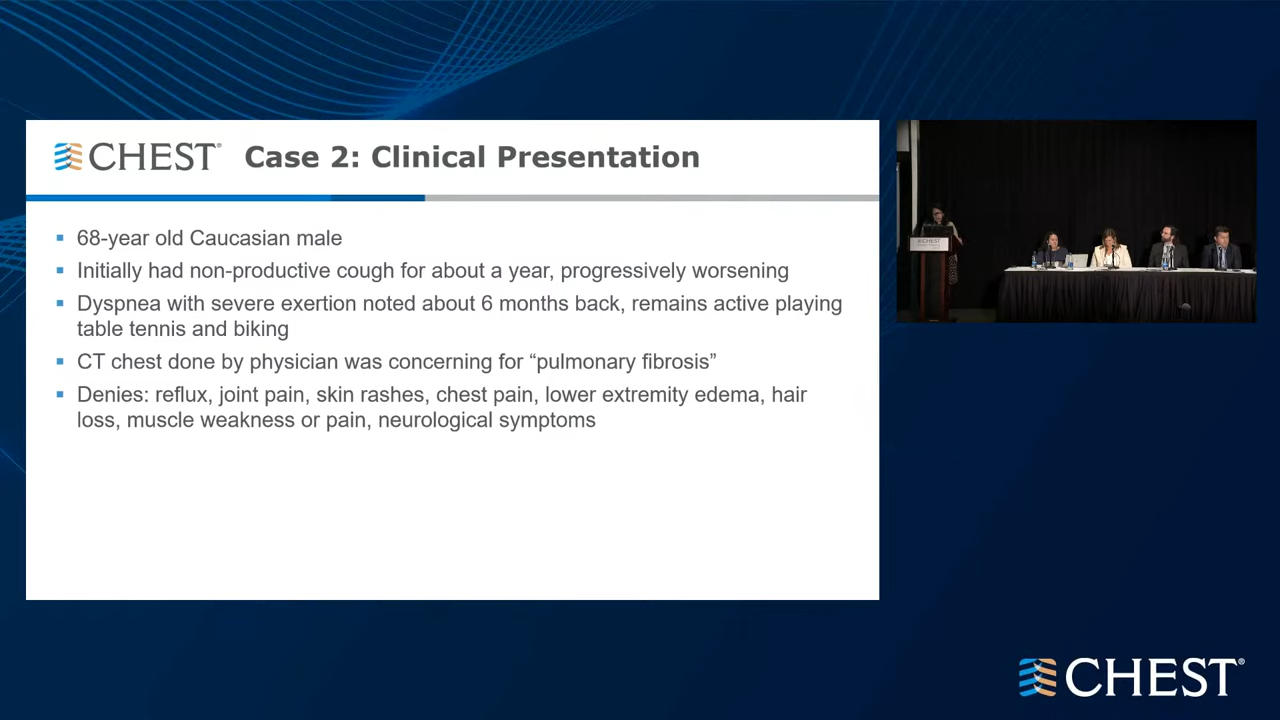 CHEST® Case 2: Clinical Presentation
▪ 68-year old Caucasian male
▪ Initially had non-productive cough for about a year, progressively worsening
▪ Dyspnea with severe exertion noted about 6 months back, remains active playing
table tennis and biking
▪ CT chest done by physician was concerning for “pulmonary fibrosis”
▪ Denies: reflux, joint pain, skin rashes, chest pain, lower extremity edema, hair
loss, muscle weakness or pain, neurological symptoms
CHEST
CHEST®